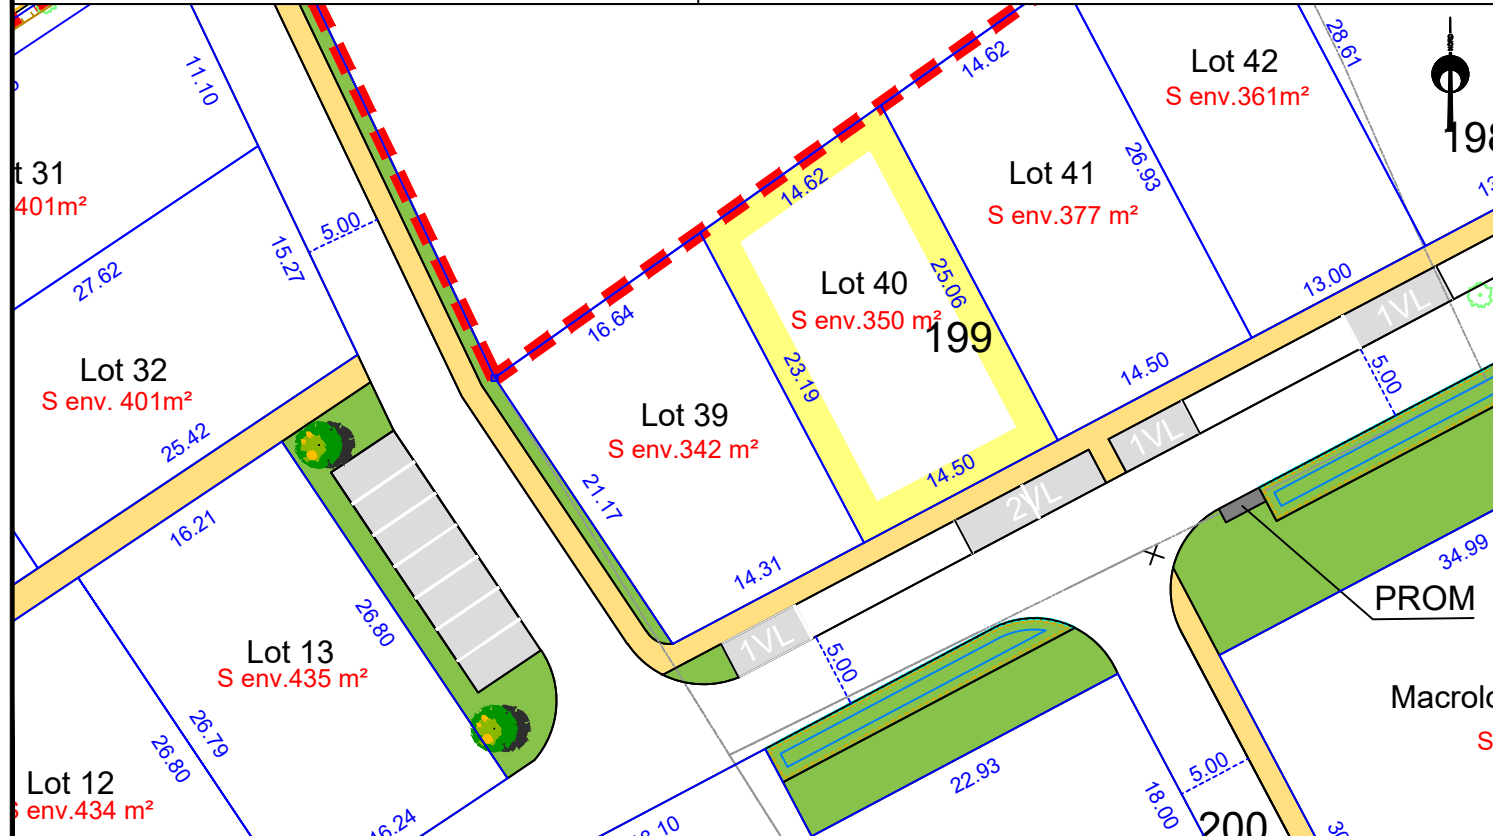 28.61
14.62
Lot 42
S env.361m²
NORD
11.10
198
t 31
401m²
14.62
Lot 41
S env.377 m²
26.93
5.00
15.27
27.62
16.64
Lot 40
S env.350 m²
25.06
199
13.00
1VL
Lot 32
S env. 401m²
23.19
14.50
5.00
25.42
Lot 39
S env.342 m²
1VL
14.50
2VL
21.17
16.21
14.31
34.99
PROM
26.80
1VL
5.00
Lot 13
S env.435 m²
Macrolo
S
26.79
26.80
22.93
5.00
18.00
Lot 12
env.434 m²
16.24
200